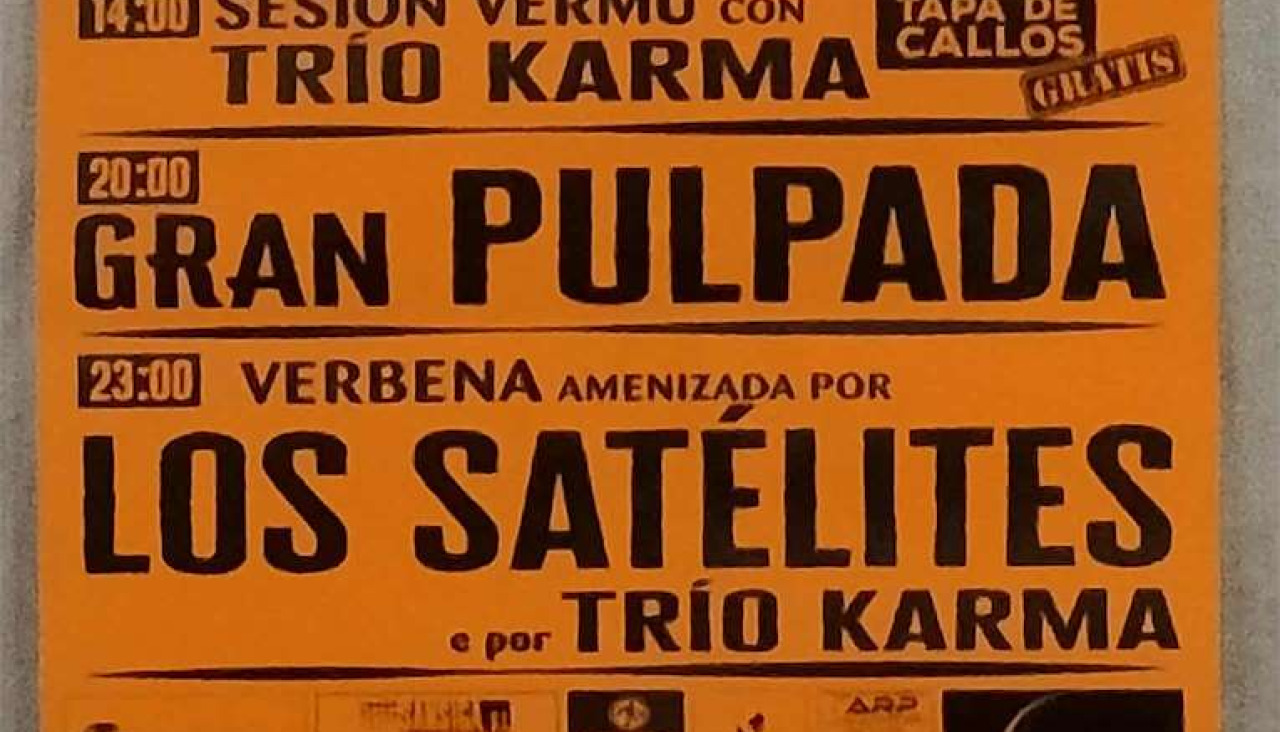 14:00 SESIÓN VERMÚ CON
TRÍO KARMA
TAPA DE
CALLOS
GRATIS
20:00
GRAN PULPADA
23:00 VERBENA AMENIZADA POR
LOS SATÉLITES
e por TRÍO KARMA
ARP